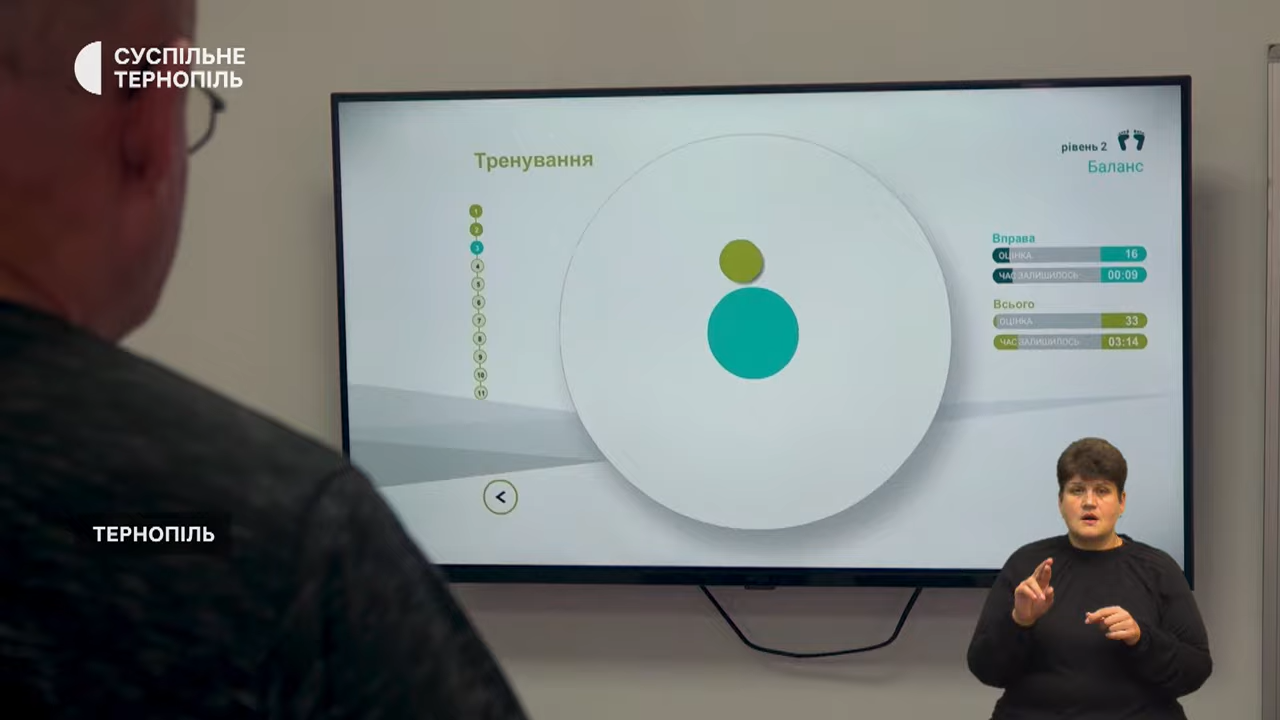 СУСПІЛЬНЕ
ТЕРНОПІЛЬ
Тренування
рівень 2
Баланс
1
2
3
4
5
6
7
8
9
10
11
Вправа
ОЦІНКА 16
ЧАС ЗАЛИШИЛОСЬ 00:09
Всього
ОЦІНКА 33
ЧАС ЗАЛИШИЛОСЬ 03:14
<
ТЕРНОПІЛЬ